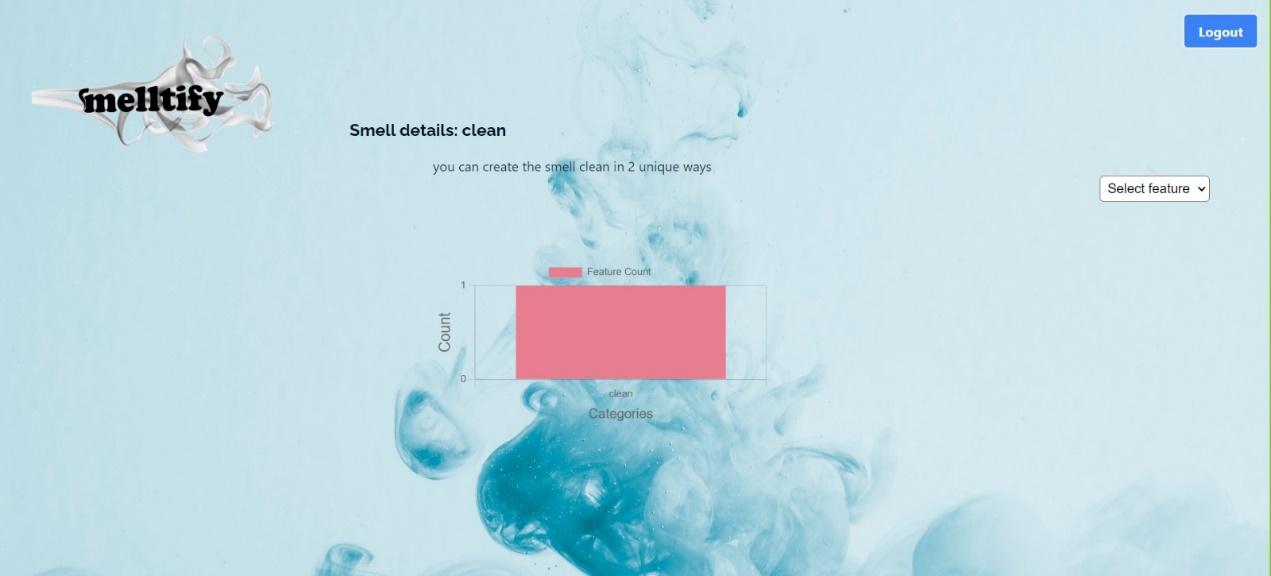 Logout
smelltify
Smell details: clean
you can create the smell clean in 2 unique ways
Select feature
Feature Count
1
Count
0
clean
Categories